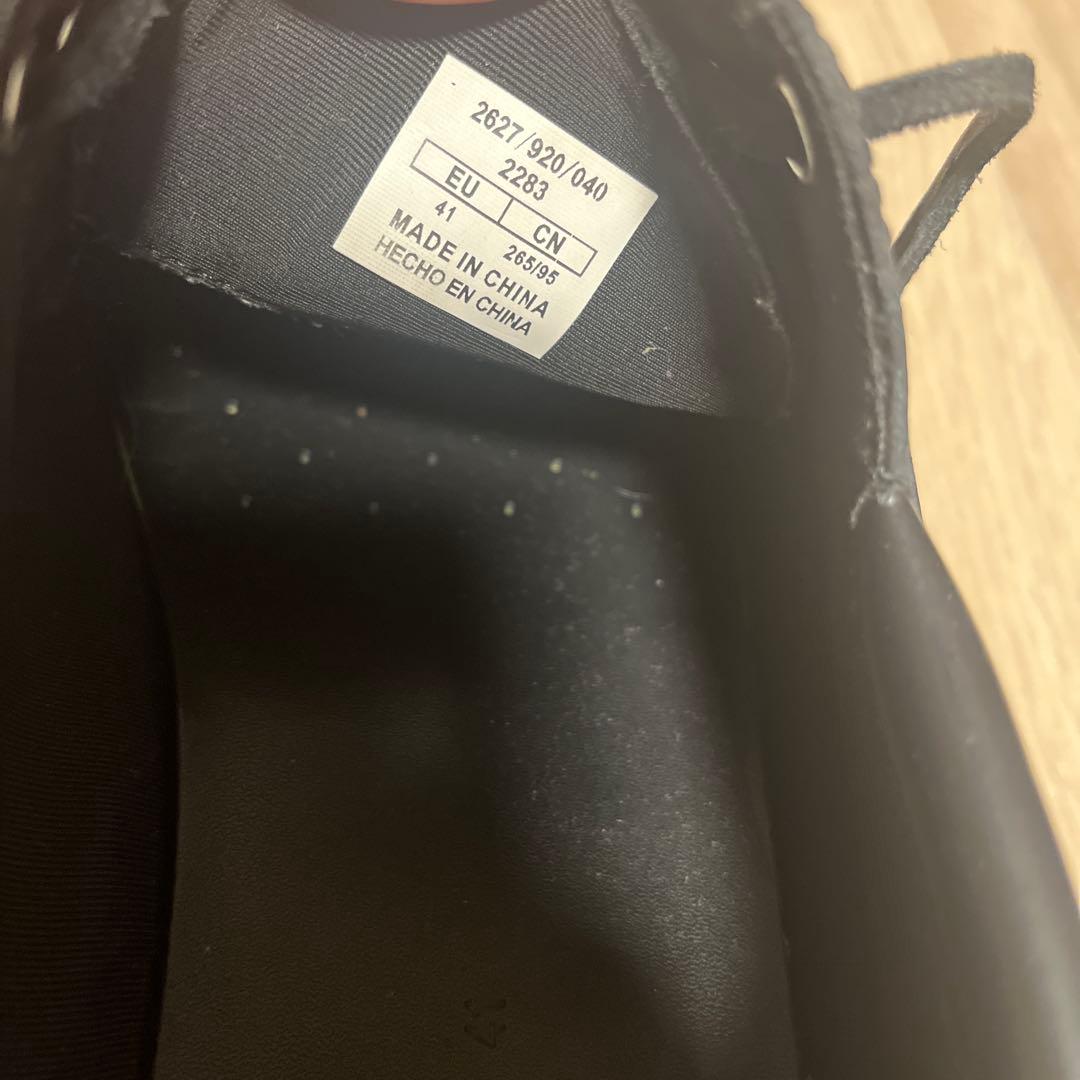 2627/920/040
2283
EU CN
41 265/95
MADE IN CHINA
HECHO EN CHINA